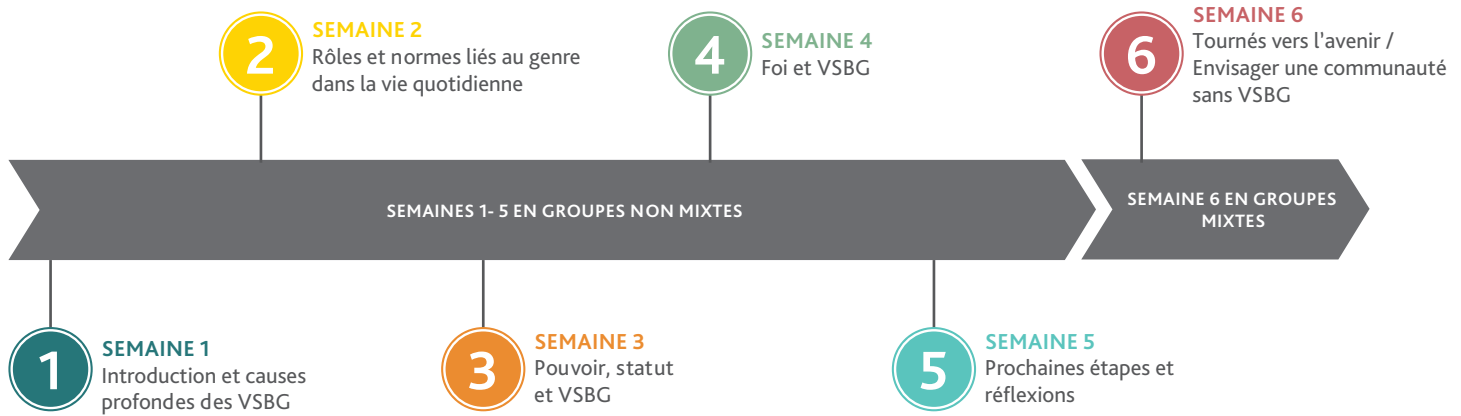 2
SEMAINE 2
Rôles et normes liés au genre
dans la vie quotidienne
4
SEMAINE 4
Foi et VSBG
6
SEMAINE 6
Tournés vers l'avenir /
Envisager une communauté
sans VSBG
SEMAINES 1- 5 EN GROUPES NON MIXTES
SEMAINE 6 EN GROUPES
MIXTES
1
SEMAINE 1
Introduction et causes
profondes des VSBG
3
SEMAINE 3
Pouvoir, statut
et VSBG
5
SEMAINE 5
Prochaines étapes et
réflexions